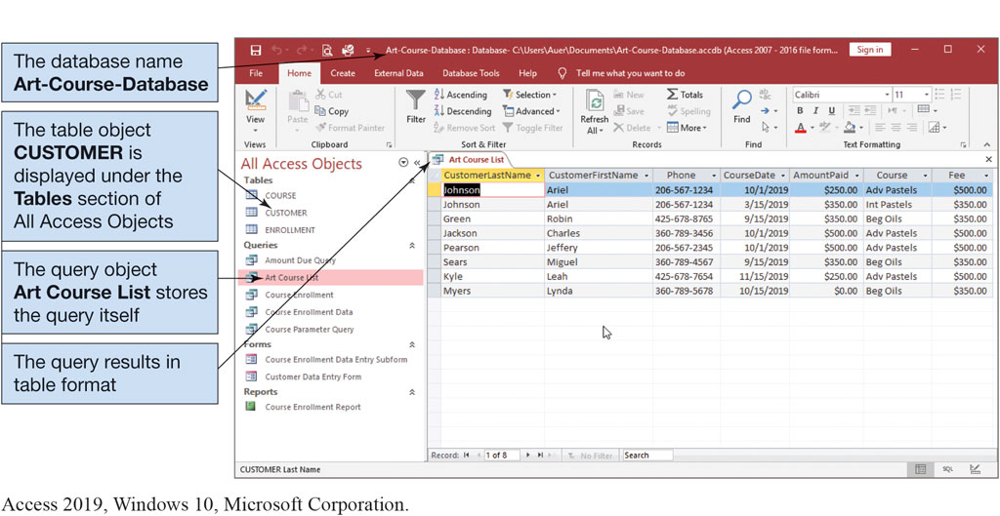 The database name
Art-Course-Database
The table object
CUSTOMER is
displayed under the
Tables section of
All Access Objects
The query object
Art Course List stores
the query itself
The query results in
table format
Art-Course-Database : Database- C:\Users\Auer\Documents\Art-Course-Database.accdb (Access 2007 - 2016 file form... Sign in
File Home Create External Data Database Tools Help Tell me what you want to do
View
Views
Paste
Cut
Copy
Format Painter
Clipboard
Filter
Ascending
Descending
Remove Sort
Selection
Advanced
Toggle Filter
Sort & Filter
Refresh
All
New
Save
Delete
Totals
Spelling
More
Records
Find
Find
Calibri 11
B I U
A
Text Formatting
All Access Objects
Tables
COURSE
CUSTOMER
ENROLLMENT
Queries
Amount Due Query
Art Course List
Course Enrollment
Course Enrollment Data
Course Parameter Query
Forms
Course Enrollment Data Entry Subform
Customer Data Entry Form
Reports
Course Enrollment Report
Art Course List
CustomerLastName CustomerFirstName Phone CourseDate AmountPaid Course Fee
Johnson Ariel 206-567-1234 10/1/2019 $250.00 Adv Pastels $500.00
Johnson Ariel 206-567-1234 3/15/2019 $350.00 Int Pastels $350.00
Green Robin 425-678-8765 9/15/2019 $350.00 Beg Oils $350.00
Jackson Charles 360-789-3456 10/1/2019 $500.00 Adv Pastels $500.00
Pearson Jeffery 206-567-2345 10/1/2019 $500.00 Adv Pastels $500.00
Sears Miguel 360-789-4567 9/15/2019 $350.00 Beg Oils $350.00
Kyle Leah 425-678-7654 11/15/2019 $250.00 Adv Pastels $500.00
Myers Lynda 360-789-5678 10/15/2019 $0.00 Beg Oils $350.00
Record: 1 of 8 No Filter Search
CUSTOMER Last Name SQL
Access 2019, Windows 10, Microsoft Corporation.